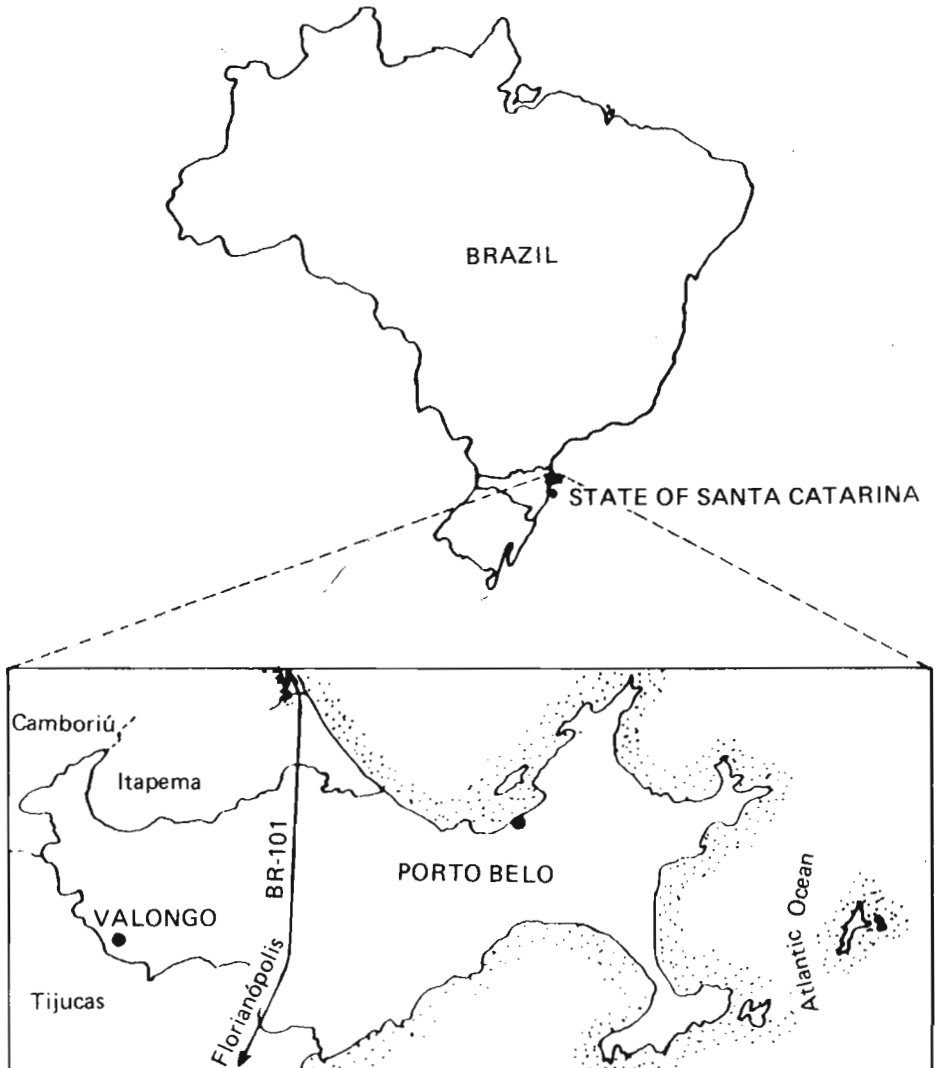 BRAZIL
STATE OF SANTA CATARINA
Camboriú
Itapema
BR-101
PORTO BELO
VALONGO
Atlantic Ocean
Tijucas
Florianópolis